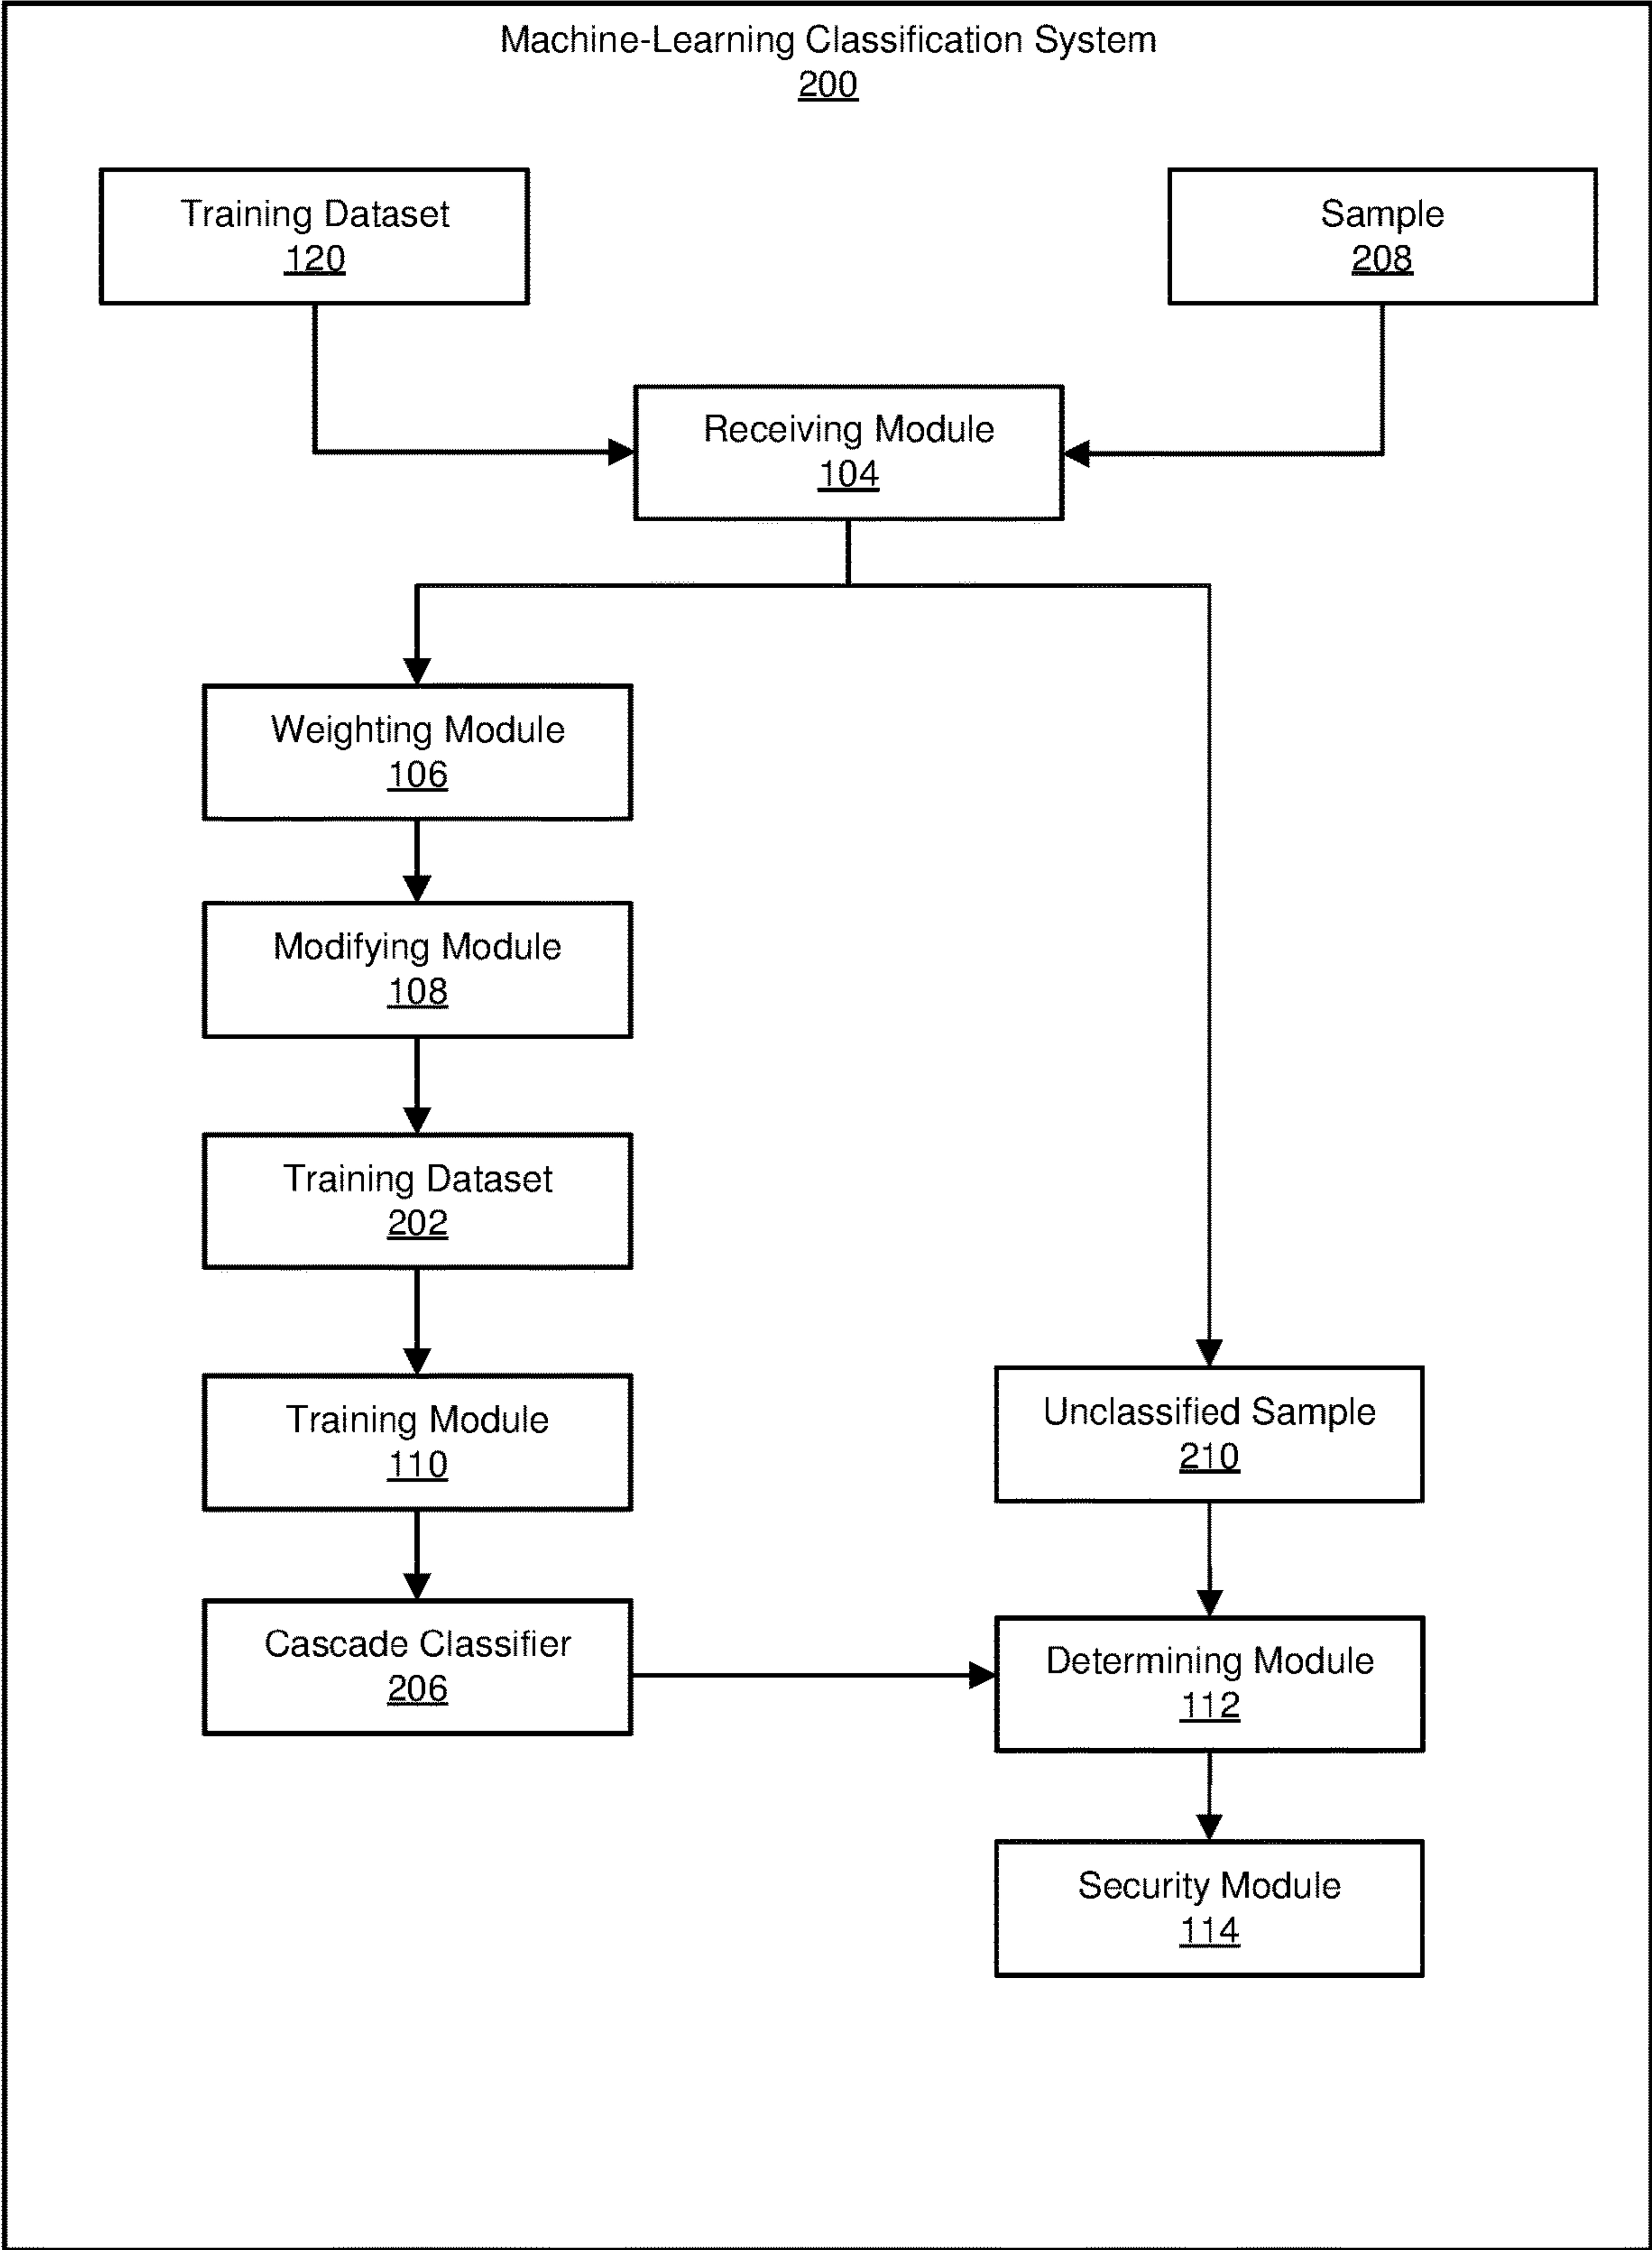 Machine-Learning Classification System
200
Training Dataset
120
Sample
208
Receiving Module
104
Weighting Module
106
Modifying Module
108
Training Dataset
202
Training Module
110
Unclassified Sample
210
Cascade Classifier
206
Determining Module
112
Security Module
114